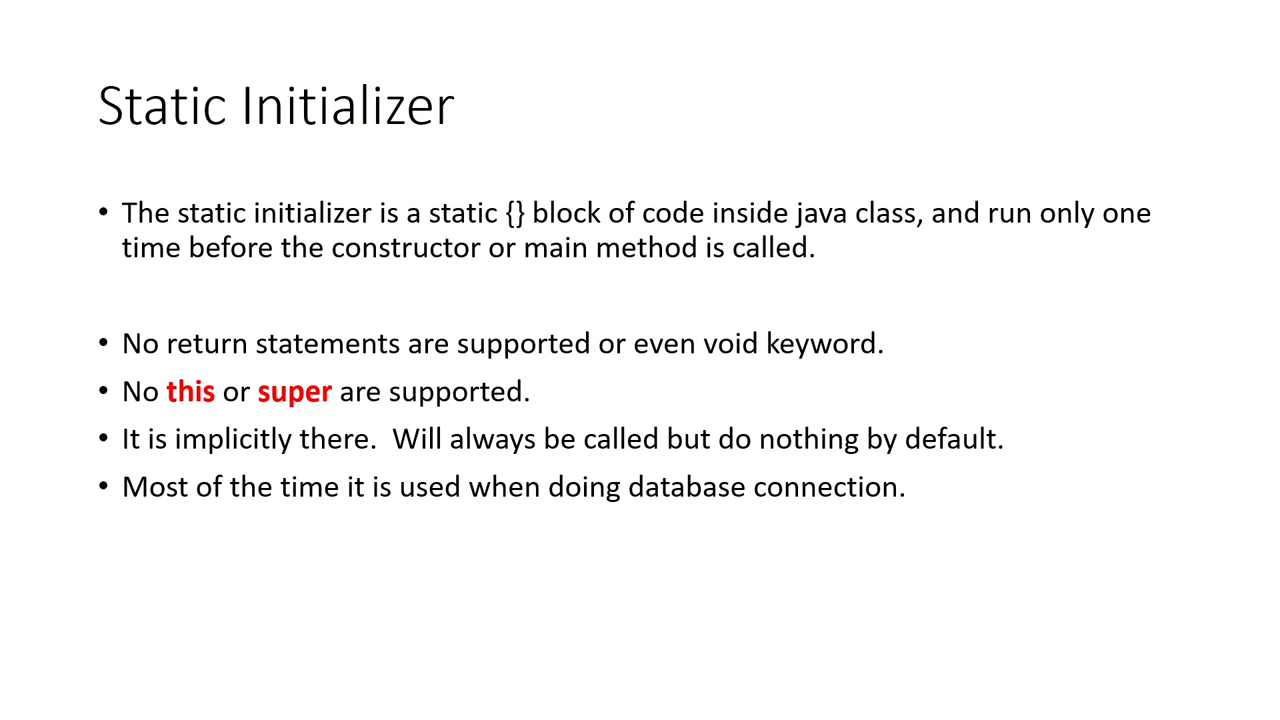 Static Initializer
• The static initializer is a static {} block of code inside java class, and run only one
time before the constructor or main method is called.
• No return statements are supported or even void keyword.
• No this or super are supported.
• It is implicitly there.  Will always be called but do nothing by default.
• Most of the time it is used when doing database connection.